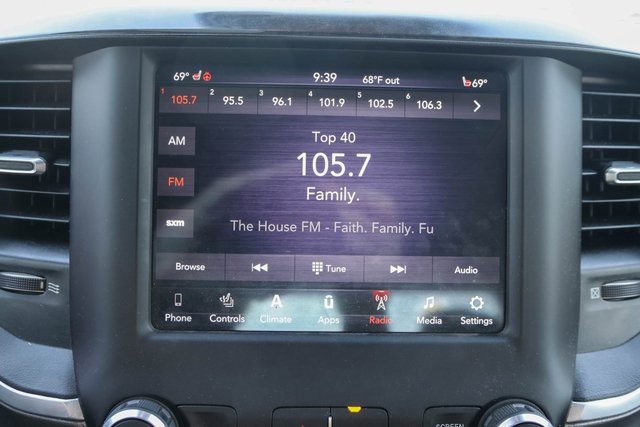 69° 9:39 68°F out 69°
1 105.7 2 95.5 3 96.1 4 101.9 5 102.5 6 106.3
AM
FM
sxm
Top 40
105.7
Family.
The House FM - Faith. Family. Fu
Browse Tune Audio
Phone Controls Climate Apps Radio Media Settings
SCREEN